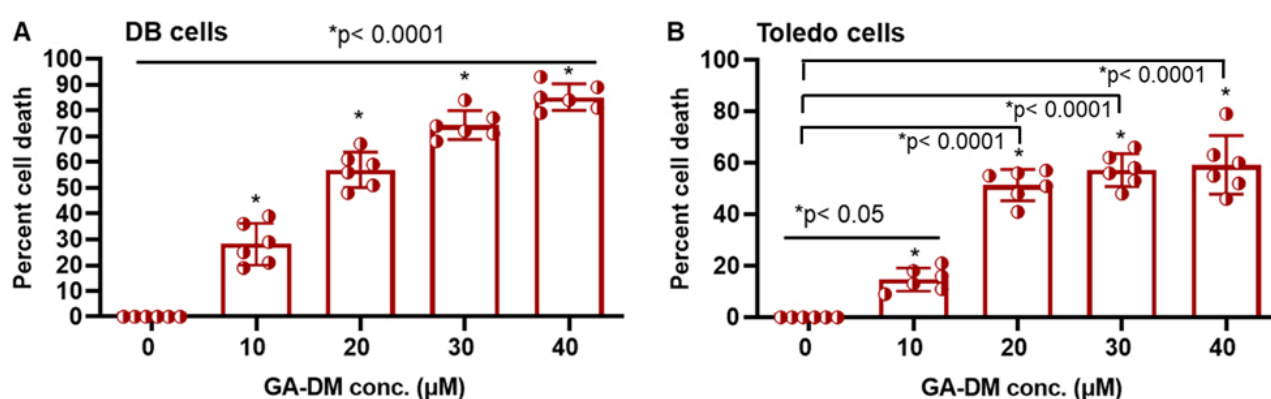 A DB cells
*p< 0.0001
Percent cell death
100
90
80
70
60
50
40
30
20
10
0
* * * *
0 10 20 30 40
GA-DM conc. (µM)
B Toledo cells
*p< 0.0001
*p< 0.0001
*p< 0.0001
*p< 0.05
Percent cell death
100
80
60
40
20
0
* * * *
0 10 20 30 40
GA-DM conc. (µM)